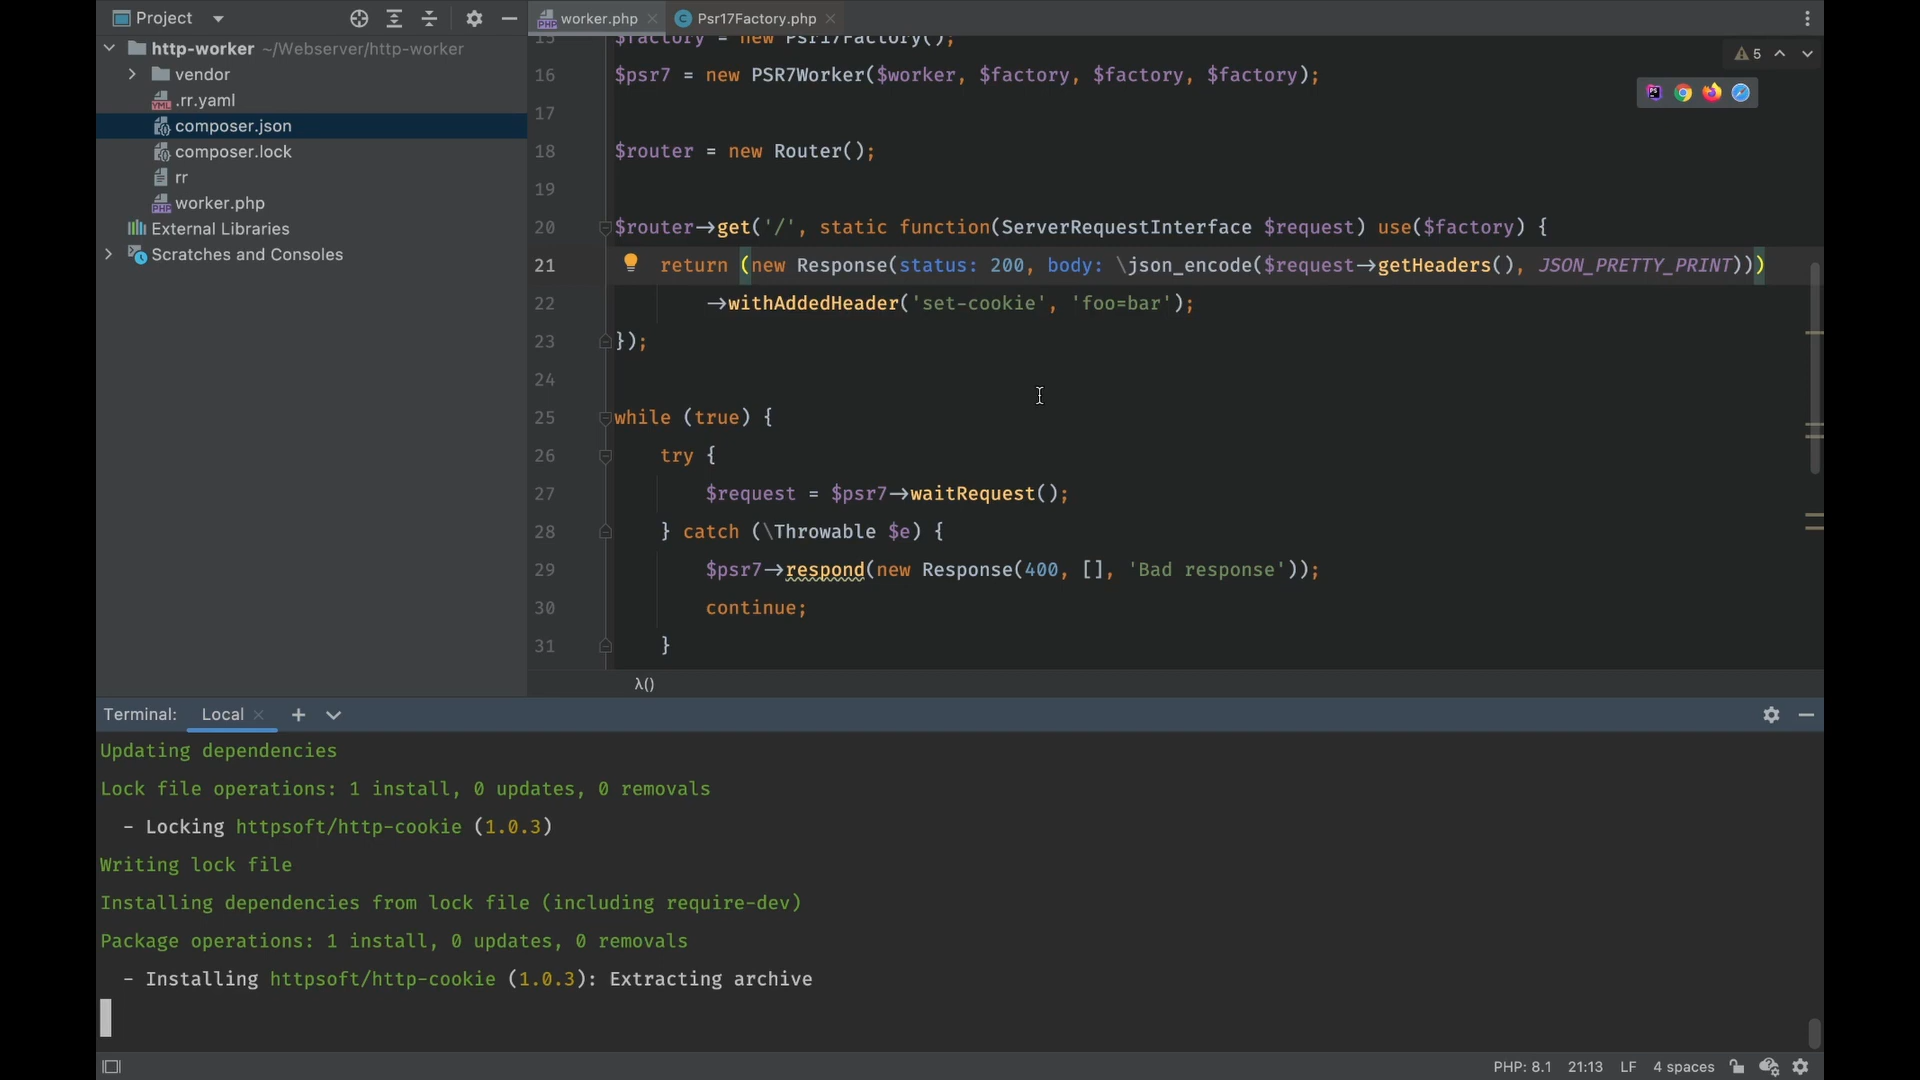 Project
worker.php
Psr17Factory.php
http-worker ~/Webserver/http-worker
vendor
.rr.yaml
composer.json
composer.lock
rr
worker.php
External Libraries
Scratches and Consoles
5
15 $factory = new Psr17Factory();
16 $psr7 = new PSR7Worker($worker, $factory, $factory, $factory);
17
18 $router = new Router();
19
20 $router→get('/', static function(ServerRequestInterface $request) use($factory) {
21 return (new Response(status: 200, body: \json_encode($request→getHeaders(), JSON_PRETTY_PRINT)))
22 →withAddedHeader('set-cookie', 'foo=bar');
23 });
24
25 while (true) {
26 try {
27 $request = $psr7→waitRequest();
28 } catch (\Throwable $e) {
29 $psr7→respond(new Response(400, [], 'Bad response'));
30 continue;
31 }
λ()
Terminal: Local
Updating dependencies
Lock file operations: 1 install, 0 updates, 0 removals
- Locking httpsoft/http-cookie (1.0.3)
Writing lock file
Installing dependencies from lock file (including require-dev)
Package operations: 1 install, 0 updates, 0 removals
- Installing httpsoft/http-cookie (1.0.3): Extracting archive
PHP: 8.1 21:13 LF 4 spaces